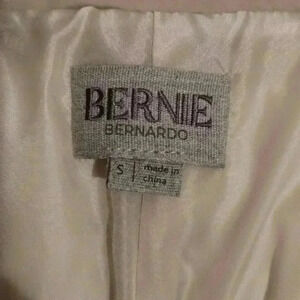 BERNIE
BERNARDO
S | made in
china